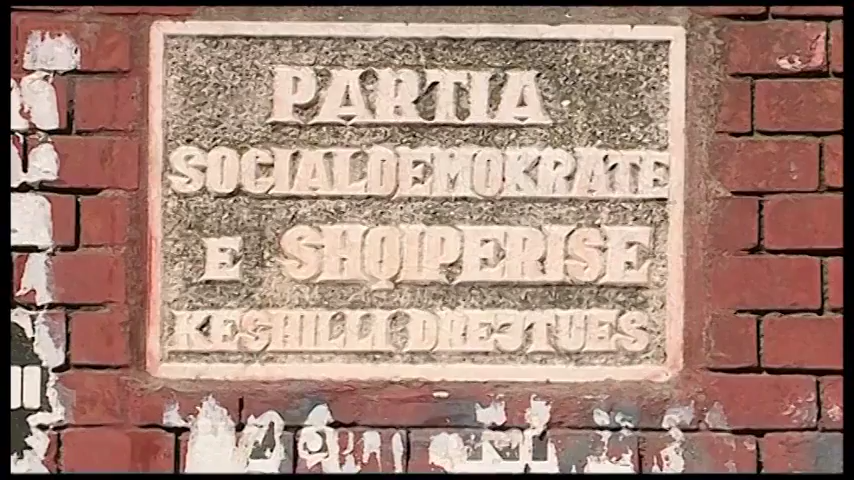 PARTIA
SOCIALDEMOKRATE
E SHQIPERISE
KESHILLI DREJTUES